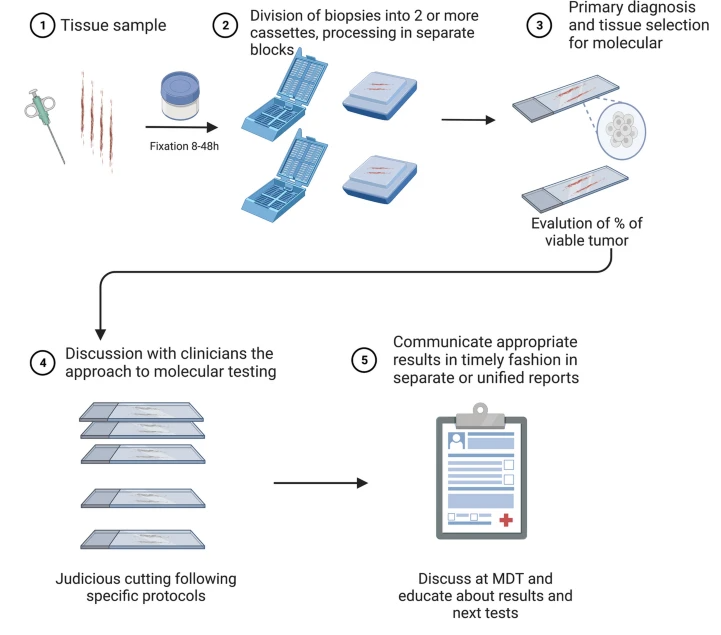 1 Tissue sample
Fixation 8-48h
2 Division of biopsies into 2 or more
cassettes, processing in separate
blocks
3 Primary diagnosis
and tissue selection
for molecular
Evalution of % of
viable tumor
4 Discussion with clinicians the
approach to molecular testing
Judicious cutting following
specific protocols
5 Communicate appropriate
results in timely fashion in
separate or unified reports
Discuss at MDT and
educate about results and
next tests